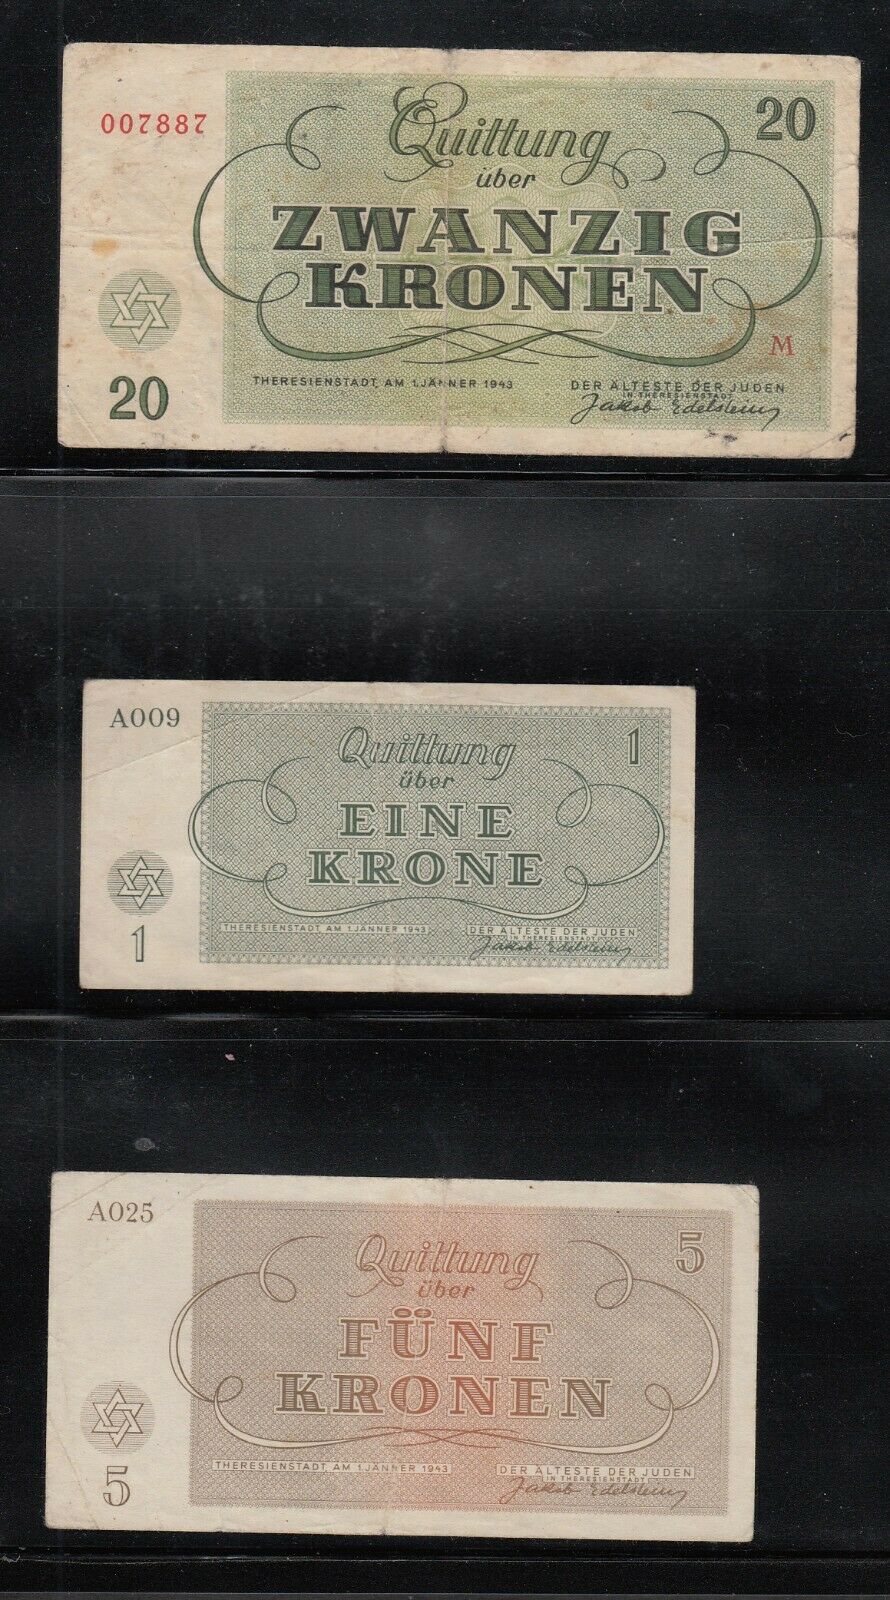 007887
Quittung
20
über
ZWANZIG
KRONEN
M
20
THERESIENSTADT, AM 1. JÄNNER 1943
DER ÄLTESTE DER JUDEN
IN THERESIENSTADT
Jakob Edelstein
A009
Quittung
1
über
EINE
KRONE
1
THERESIENSTADT AM 1. JÄNNER 1943
DER ÄLTESTE DER JUDEN
IN THERESIENSTADT
Jakob Edelstein
A025
Quittung
5
über
FÜNF
KRONEN
5
THERESIENSTADT, AM 1. JÄNNER 1943
DER ÄLTESTE DER JUDEN
IN THERESIENSTADT
Jakob Edelstein